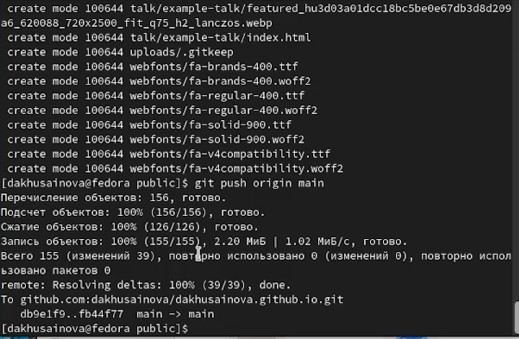 create mode 100644 talk/example-talk/featured_hu3d03a01dcc18bc5be0e67db3d8d209
a6_620088_720x2500_fit_q75_h2_lanczos.webp
create mode 100644 talk/example-talk/index.html
create mode 100644 uploads/.gitkeep
create mode 100644 webfonts/fa-brands-400.ttf
create mode 100644 webfonts/fa-brands-400.woff2
create mode 100644 webfonts/fa-regular-400.ttf
create mode 100644 webfonts/fa-regular-400.woff2
create mode 100644 webfonts/fa-solid-900.ttf
create mode 100644 webfonts/fa-solid-900.woff2
create mode 100644 webfonts/fa-v4compatibility.ttf
create mode 100644 webfonts/fa-v4compatibility.woff2
[dakhusainova@fedora public]$ git push origin main
Перечисление объектов: 156, готово.
Подсчет объектов: 100% (156/156), готово.
Сжатие объектов: 100% (126/126), готово.
Запись объектов: 100% (155/155), 2.20 МиБ | 1.02 МиБ/с, готово.
Всего 155 (изменений 39), повторно использовано 0 (изменений 0), повторно испол
ьзовано пакетов 0
remote: Resolving deltas: 100% (39/39), done.
To github.com:dakhusainova/dakhusainova.github.io.git
db9e1f9..fb44f77 main -> main
[dakhusainova@fedora public]$